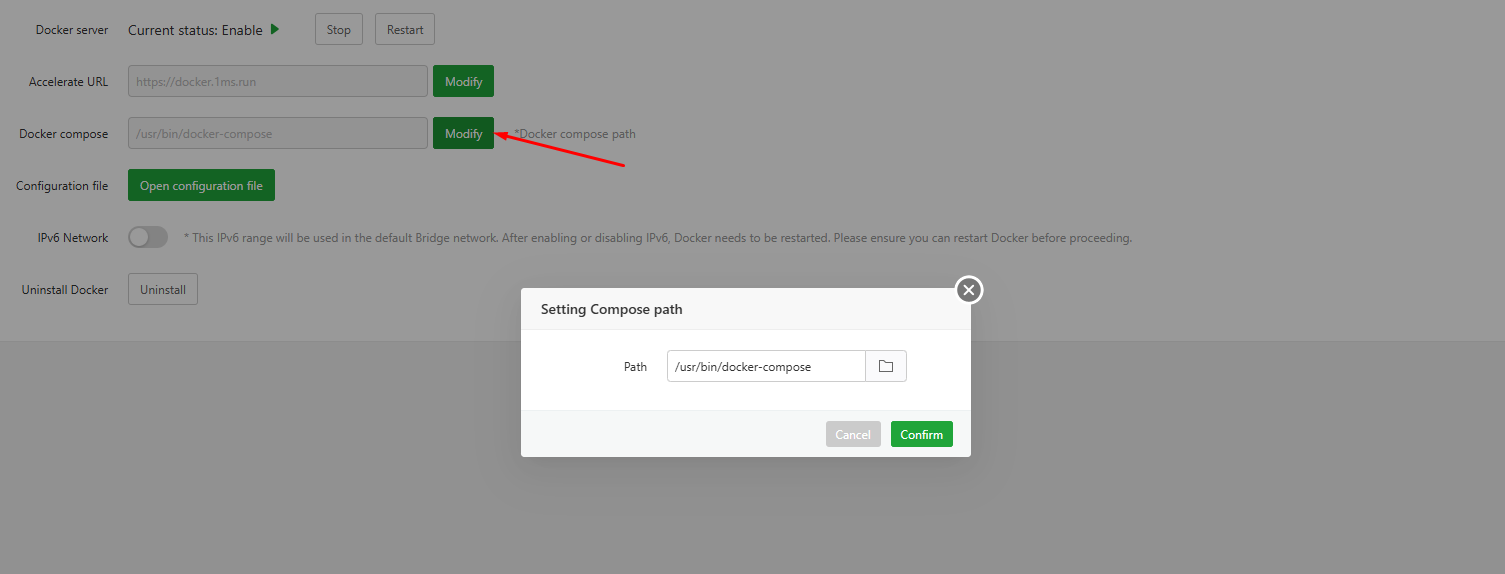 Docker server Current status: Enable Stop Restart
Accelerate URL https://docker.1ms.run Modify
Docker compose /usr/bin/docker-compose Modify *Docker compose path
Configuration file Open configuration file
IPv6 Network * This IPv6 range will be used in the default Bridge network. After enabling or disabling IPv6, Docker needs to be restarted. Please ensure you can restart Docker before proceeding.
Uninstall Docker Uninstall
Setting Compose path
Path /usr/bin/docker-compose
Cancel Confirm